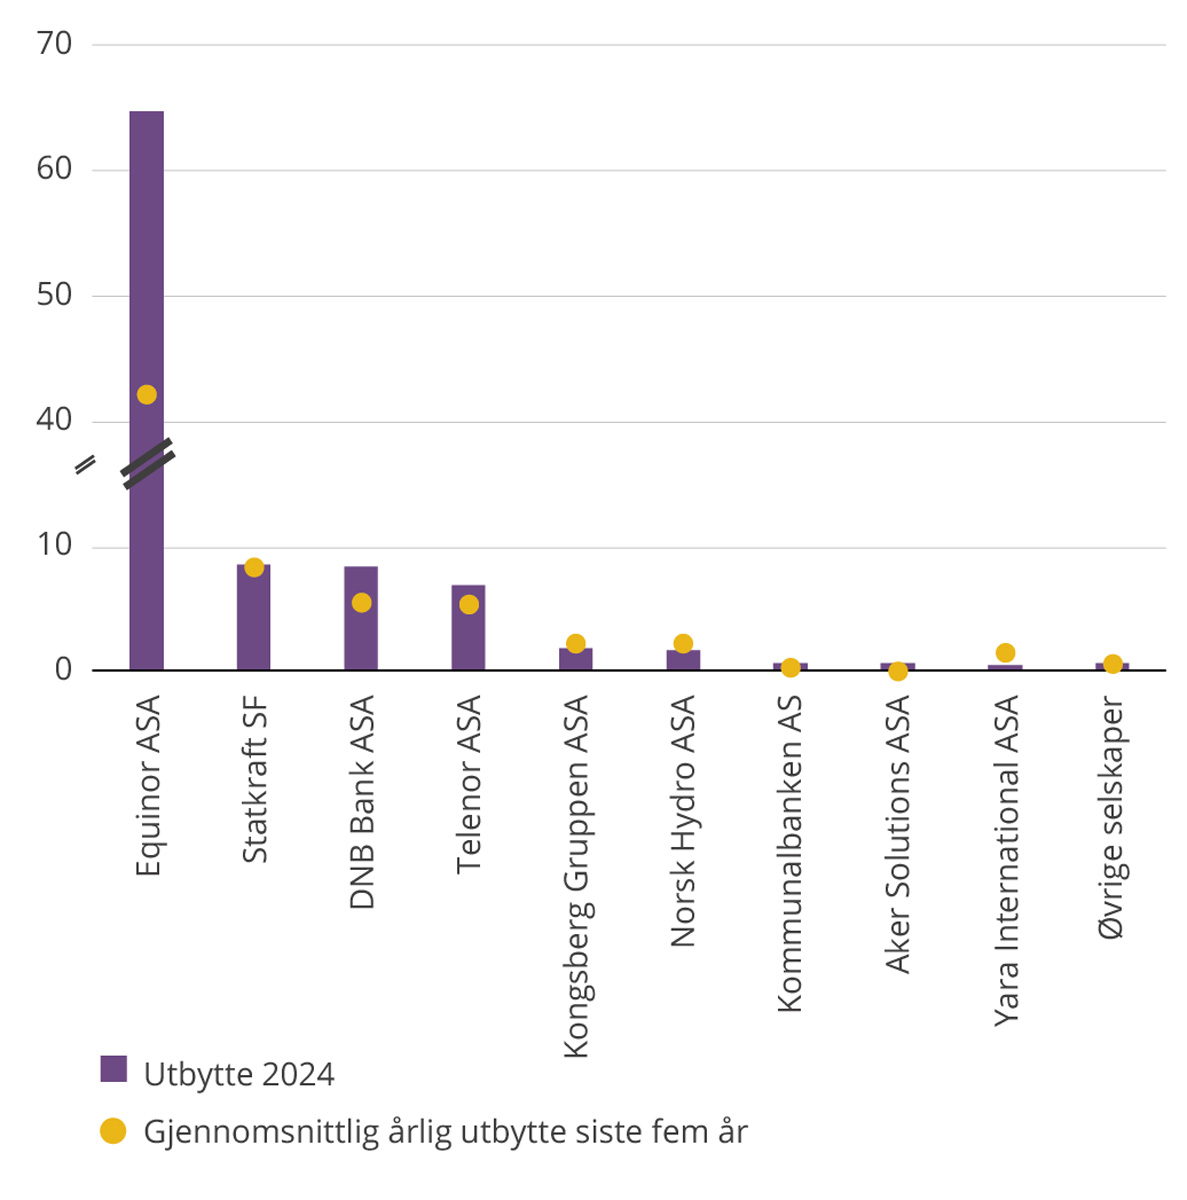 70
60
50
40
10
0
Equinor ASA
Statkraft SF
DNB Bank ASA
Telenor ASA
Kongsberg Gruppen ASA
Norsk Hydro ASA
Kommunalbanken AS
Aker Solutions ASA
Yara International ASA
Øvrige selskaper
Utbytte 2024
Gjennomsnittlig årlig utbytte siste fem år